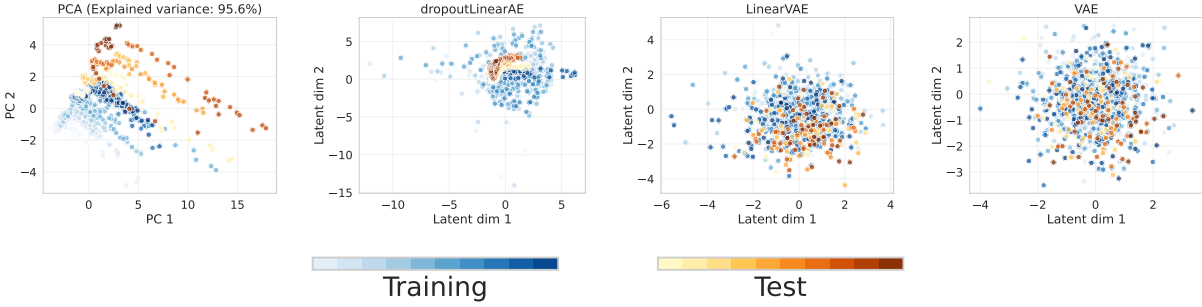 PCA (Explained variance: 95.6%)
dropoutLinearAE
LinearVAE
VAE
4
2
0
−2
−4
PC 2
0
5
10
15
PC 1
5
0
−5
−10
−15
Latent dim 2
−10
−5
0
5
Latent dim 1
4
2
0
−2
−4
Latent dim 2
−6
−4
−2
0
2
4
Latent dim 1
2
1
0
−1
−2
−3
Latent dim 2
−4
−2
0
2
Latent dim 1
Training
Test